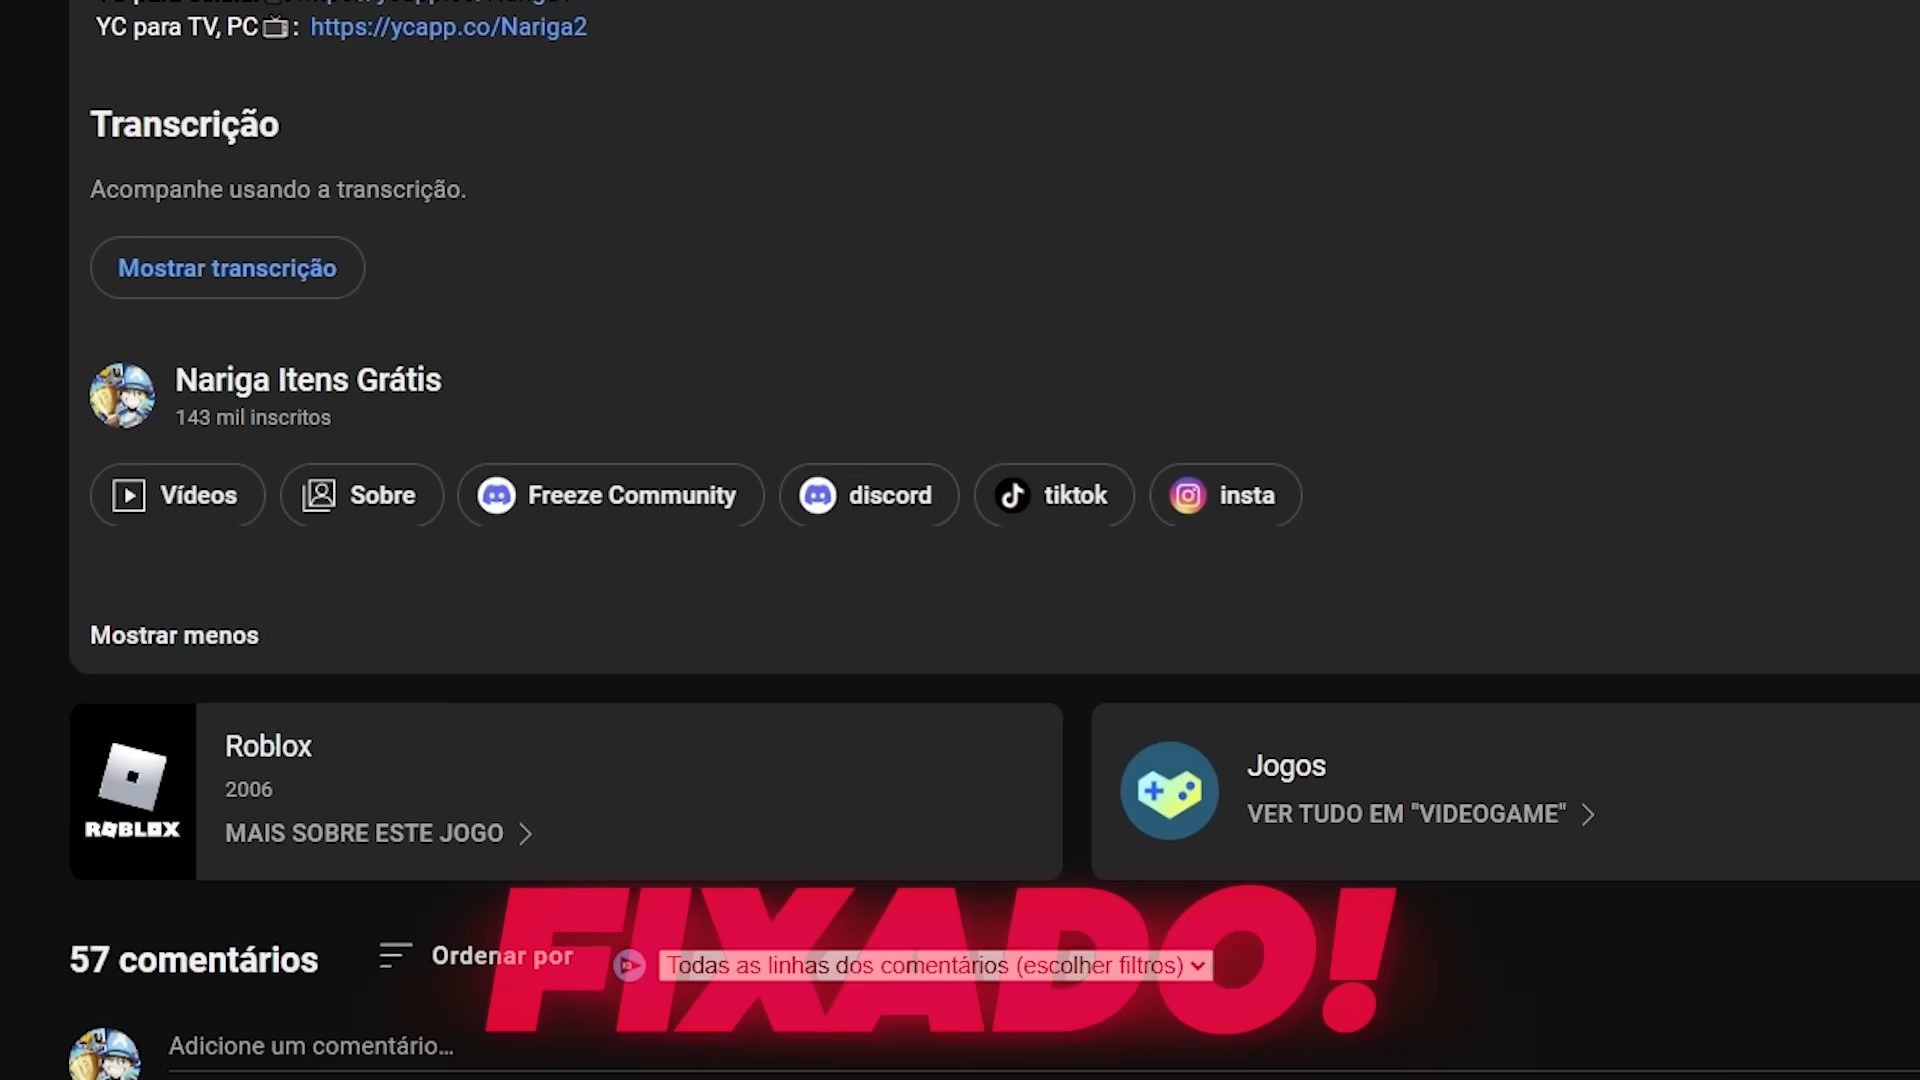 YC para TV, PC : https://ycapp.co/Nariga2
Transcrição
Acompanhe usando a transcrição.
Mostrar transcrição
Nariga Itens Grátis
143 mil inscritos
Vídeos
Sobre
Freeze Community
discord
tiktok
insta
Mostrar menos
ROBLOX
Roblox
2006
MAIS SOBRE ESTE JOGO
Jogos
VER TUDO EM "VIDEOGAME"
FIXADO!
57 comentários
Ordenar por
Todas as linhas dos comentários (escolher filtros)
Adicione um comentário...